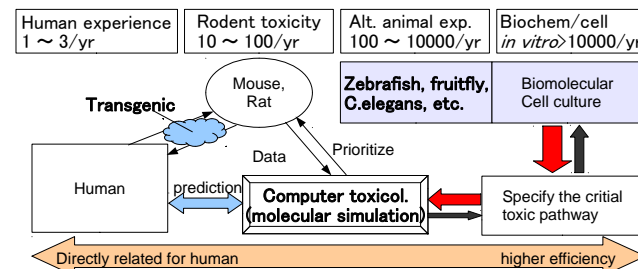 Human experience
1 ～ 3/yr
Rodent toxicity
10 ～ 100/yr
Alt. animal exp.
100 ～ 10000/yr
Biochem/cell
in vitro>10000/yr
Mouse,
Rat
Zebrafish, fruitfly,
C.elegans, etc.
Biomolecular
Cell culture
Transgenic
Data
Prioritize
Human
prediction
Computer toxicol.
(molecular simulation)
Specify the critial
toxic pathway
Directly related for human
higher efficiency